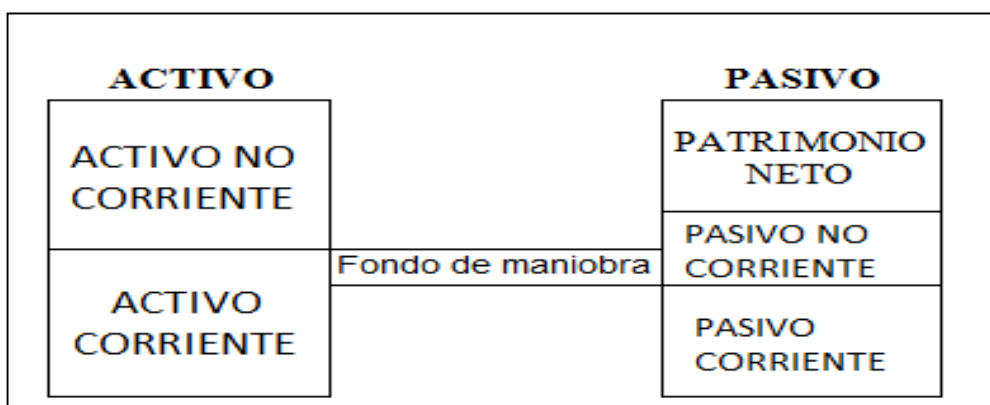 ACTIVO
ACTIVO NO
CORRIENTE
ACTIVO
CORRIENTE
Fondo de maniobra
PASIVO
PATRIMONIO
NETO
PASIVO NO
CORRIENTE
PASIVO
CORRIENTE